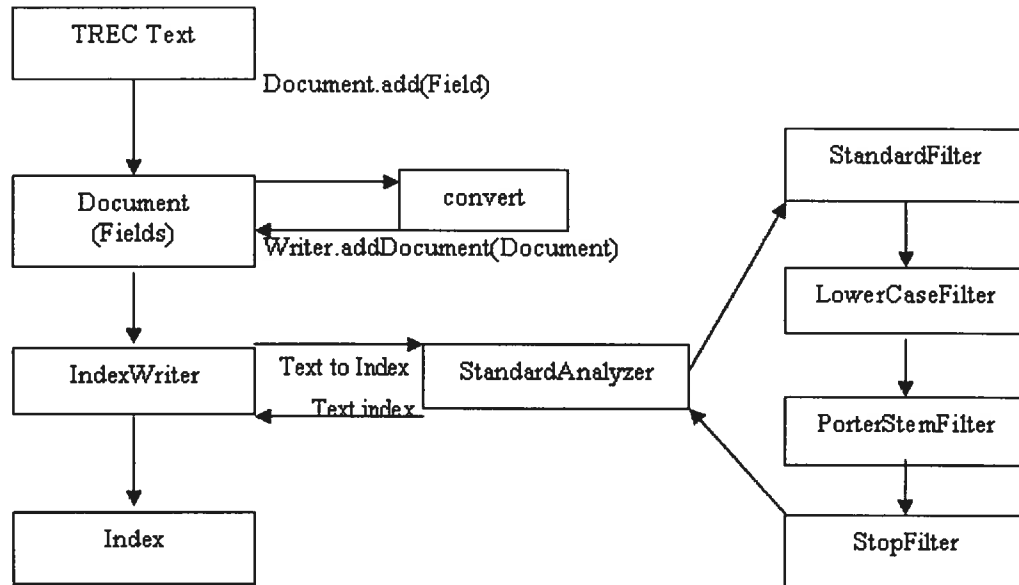 TREC Text
Document.add(Field)
StandardFilter
Document
(Fields)
convert
Writer.addDocument(Document)
LowerCaseFilter
IndexWriter
Text to Index
StandardAnalyzer
Text index
PorterStemFilter
Index
StopFilter